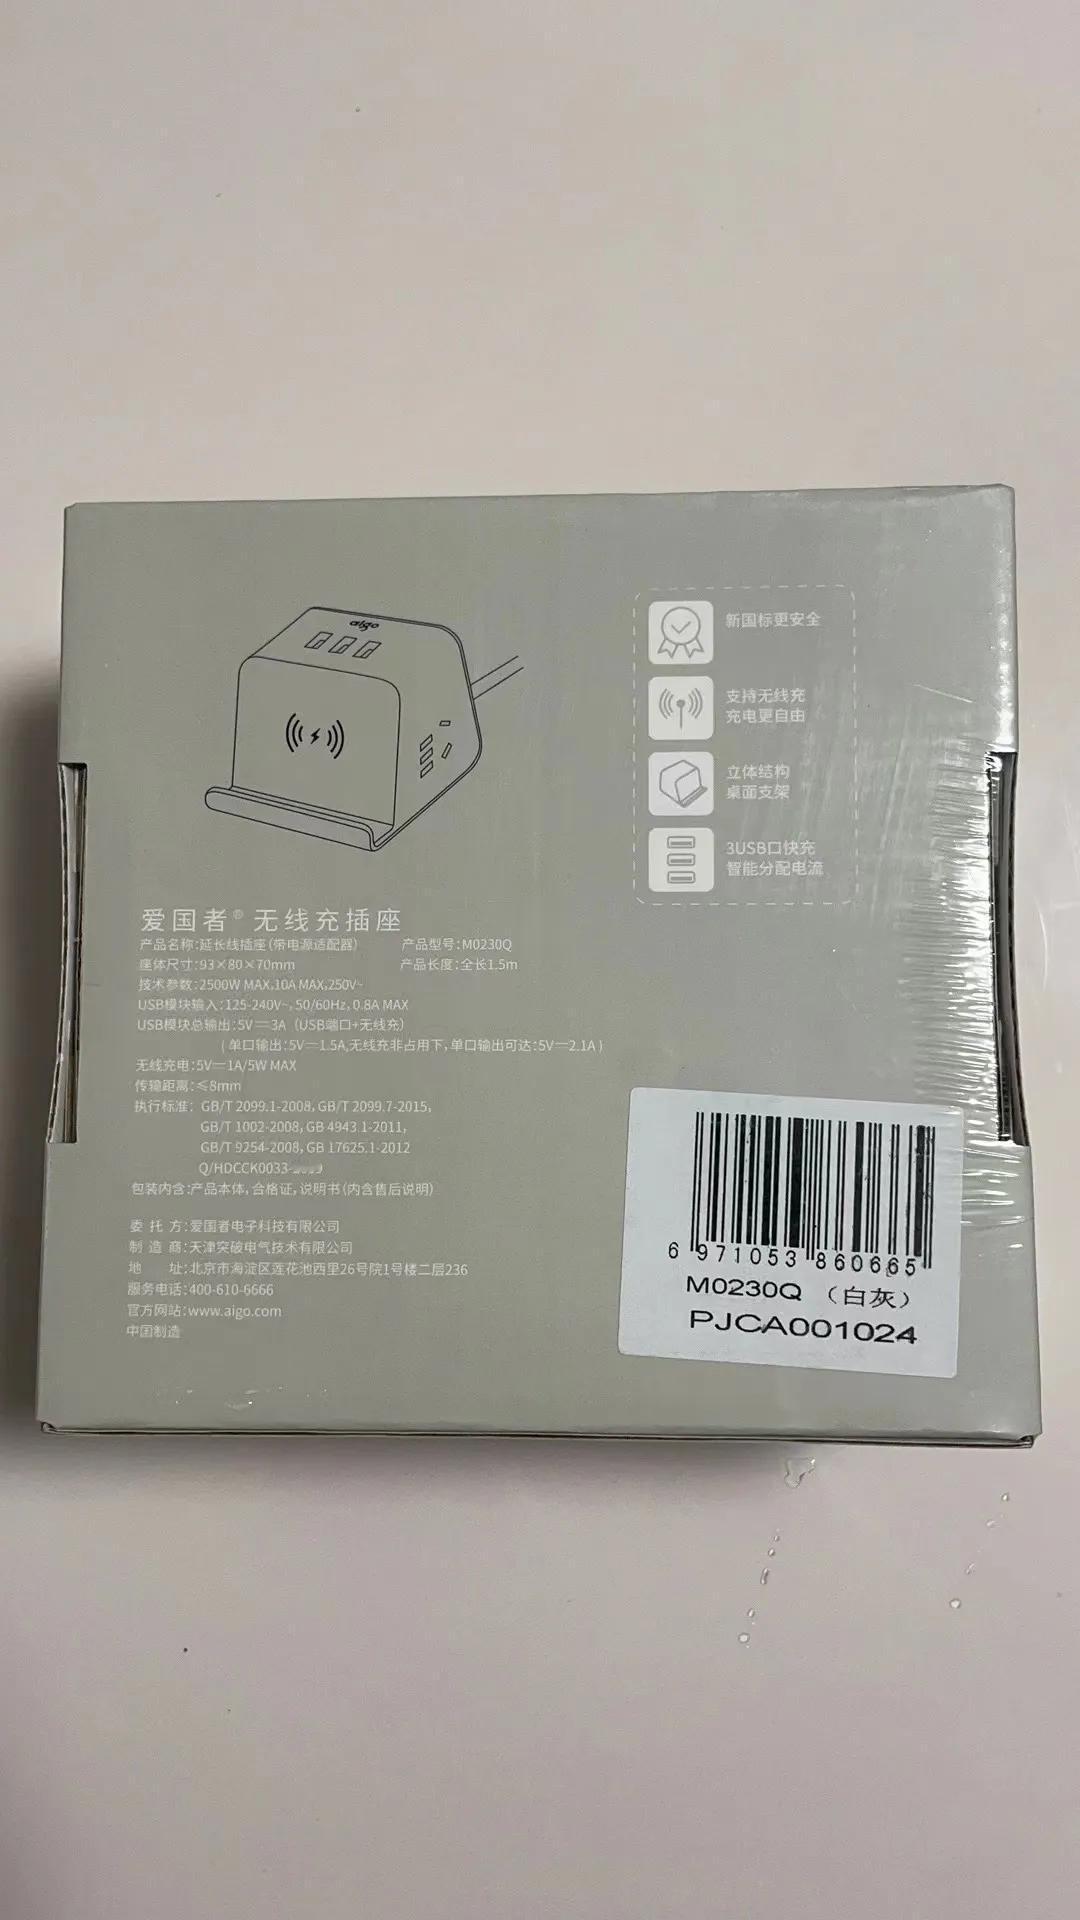 aigo
新国标更安全
支持无线充
充电更自由
立体结构
桌面支架
3USB口快充
智能分配电流
爱国者® 无线充插座
产品名称:延长线插座(带电源适配器) 产品型号:M0230Q
座体尺寸:93×80×70mm 产品长度:全长1.5m
技术参数:2500W MAX,10A MAX,250V~
USB模块输入:125-240V~, 50/60Hz, 0.8A MAX
USB模块总输出:5V⎓3A (USB端口+无线充)
(单口输出:5V⎓1.5A,无线充非占用下,单口输出可达:5V⎓2.1A)
无线充电:5V⎓1A/5W MAX
传输距离:≤8mm
执行标准: GB/T 2099.1-2008, GB/T 2099.7-2015,
GB/T 1002-2008, GB 4943.1-2011,
GB/T 9254-2008, GB 17625.1-2012
Q/HDCCK0033-
包装内含:产品本体, 合格证, 说明书(内含售后说明)
委托方:爱国者电子科技有限公司
制造商:天津突破电气技术有限公司
地 址:北京市海淀区莲花池西里26号院1号楼二层236
服务电话:400-610-6666
官方网站:www.aigo.com
中国制造
6 971053 860665
M0230Q (白灰)
PJCA001024